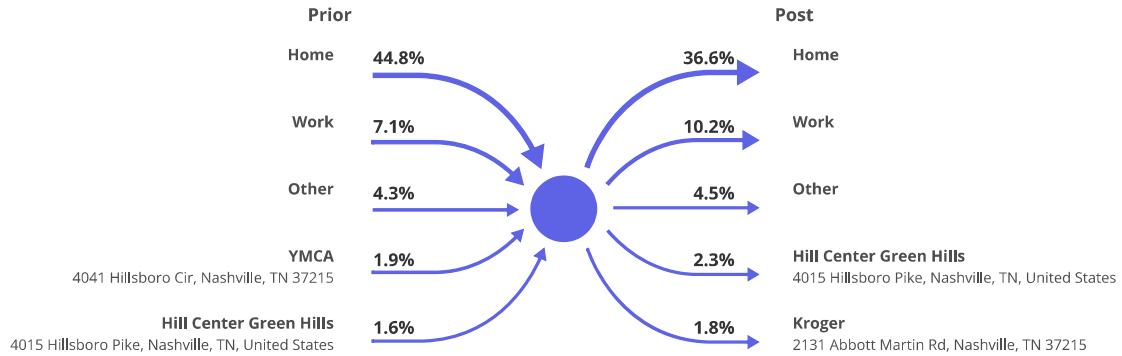 Prior
Post
Home
44.8%
36.6%
Home
Work
7.1%
10.2%
Work
Other
4.3%
4.5%
Other
YMCA
4041 Hillsboro Cir, Nashville, TN 37215
1.9%
2.3%
Hill Center Green Hills
4015 Hillsboro Pike, Nashville, TN, United States
Hill Center Green Hills
4015 Hillsboro Pike, Nashville, TN, United States
1.6%
1.8%
Kroger
2131 Abbott Martin Rd, Nashville, TN 37215